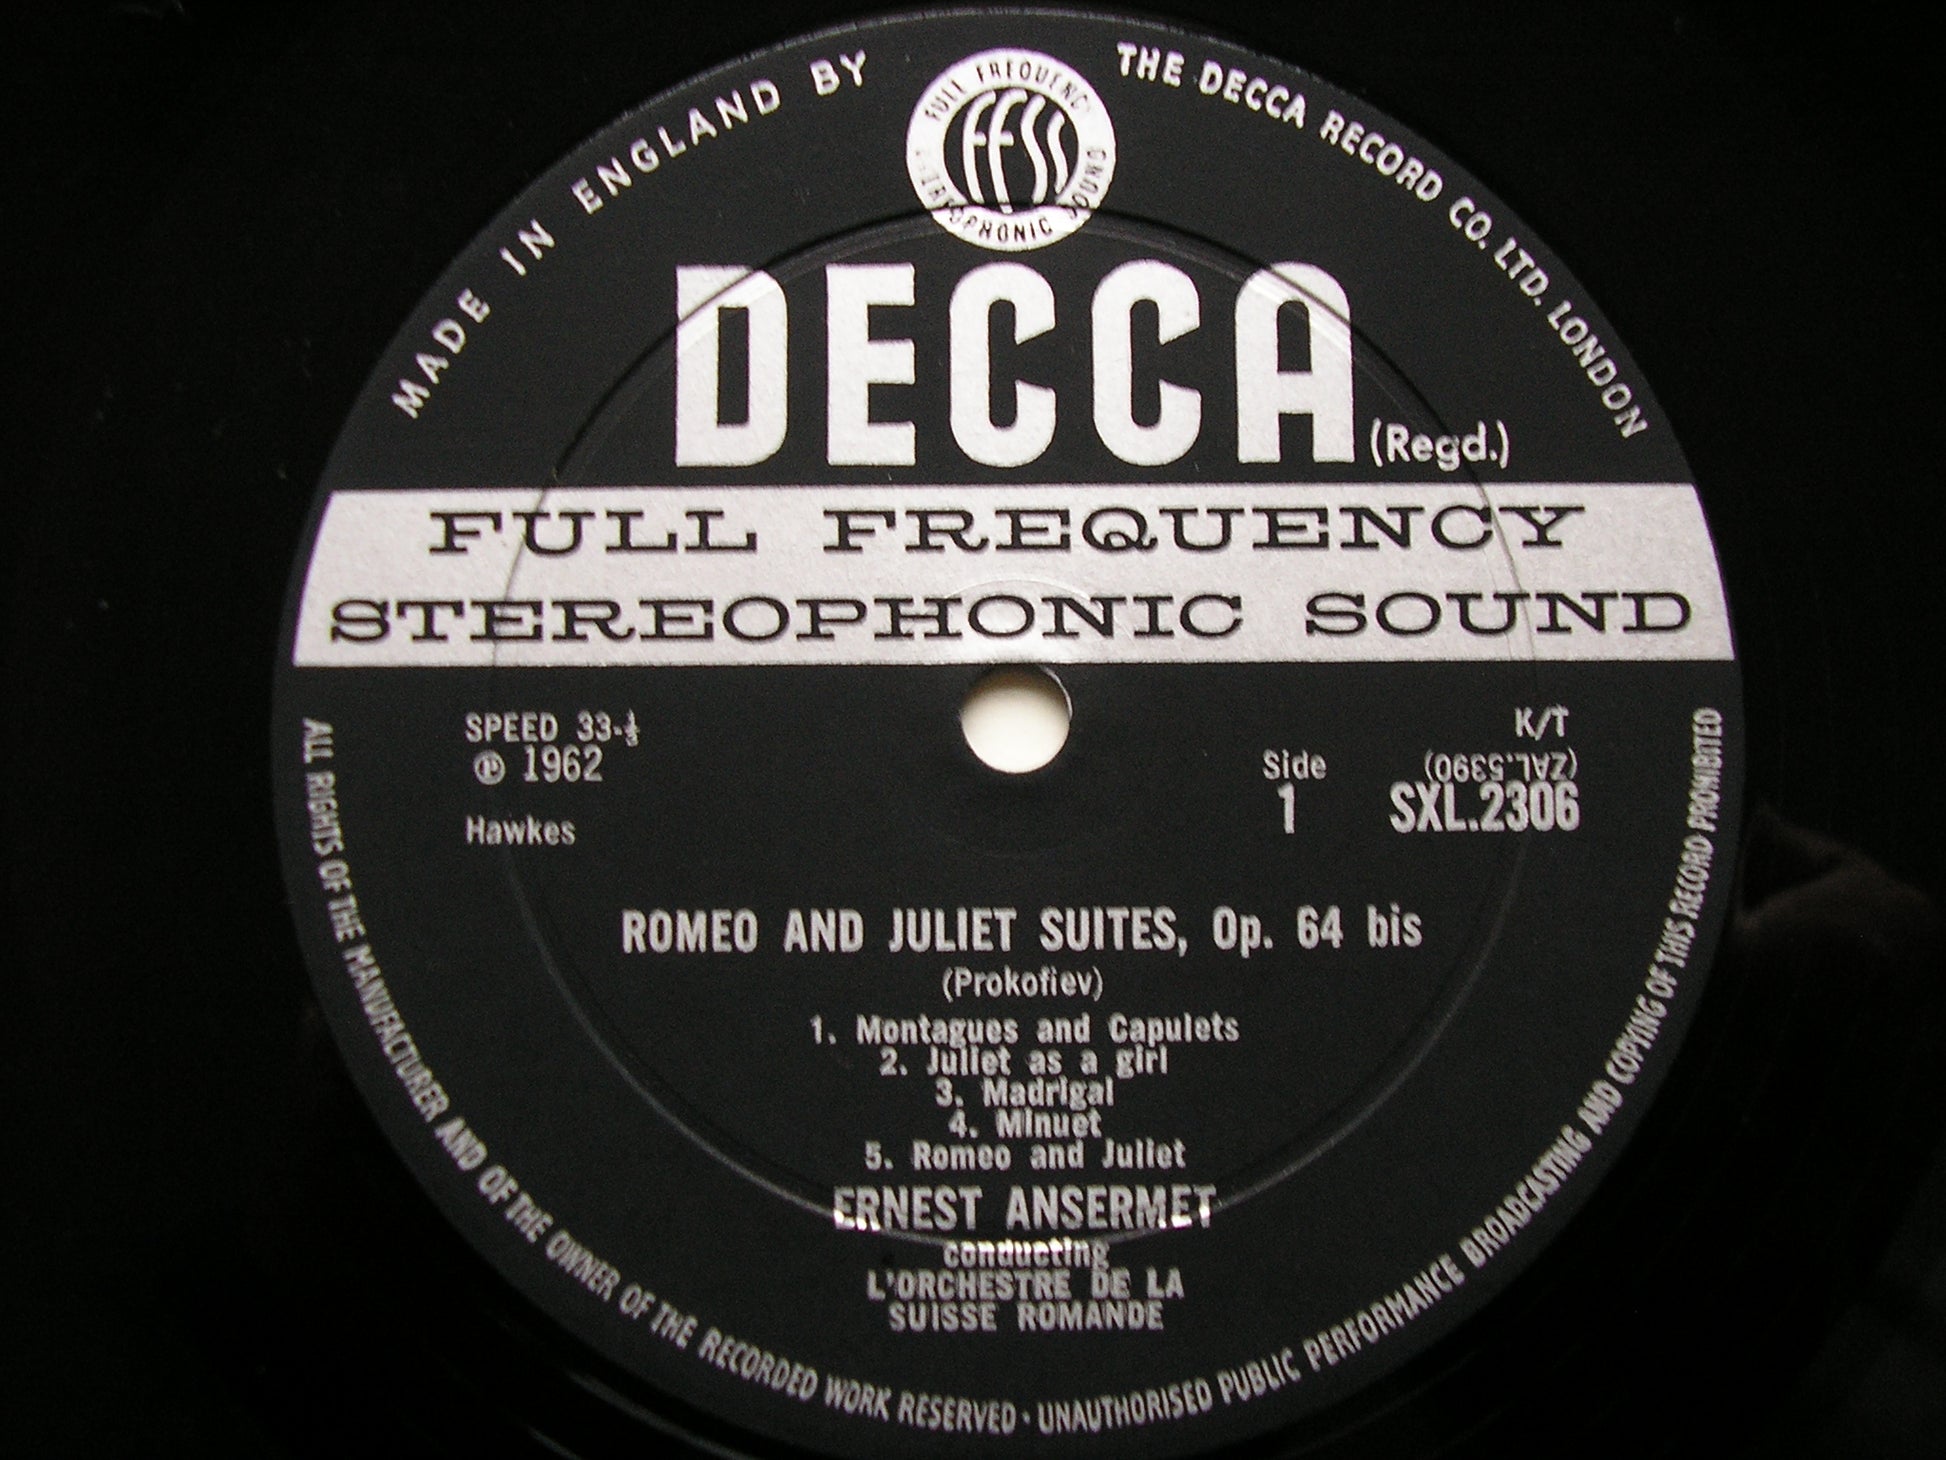 MADE IN ENGLAND BY
THE DECCA RECORD CO. LTD. LONDON
FULL FREQUENCY
STEREOPHONIC SOUND
FFSS
DECCA (Regd.)
FULL FREQUENCY
STEREOPHONIC SOUND
SPEED 33-⅓
℗ 1962
Hawkes
K/T
(ZAL.5390)
Side
1
SXL.2306
ROMEO AND JULIET SUITES, Op. 64 bis
(Prokofiev)
1. Montagues and Capulets
2. Juliet as a girl
3. Madrigal
4. Minuet
5. Romeo and Juliet
ERNEST ANSERMET
conducting
L'ORCHESTRE DE LA
SUISSE ROMANDE
ALL RIGHTS OF THE MANUFACTURER AND OF THE OWNER OF THE RECORDED WORK RESERVED · UNAUTHORISED PUBLIC PERFORMANCE BROADCASTING AND COPYING OF THIS RECORD PROHIBITED